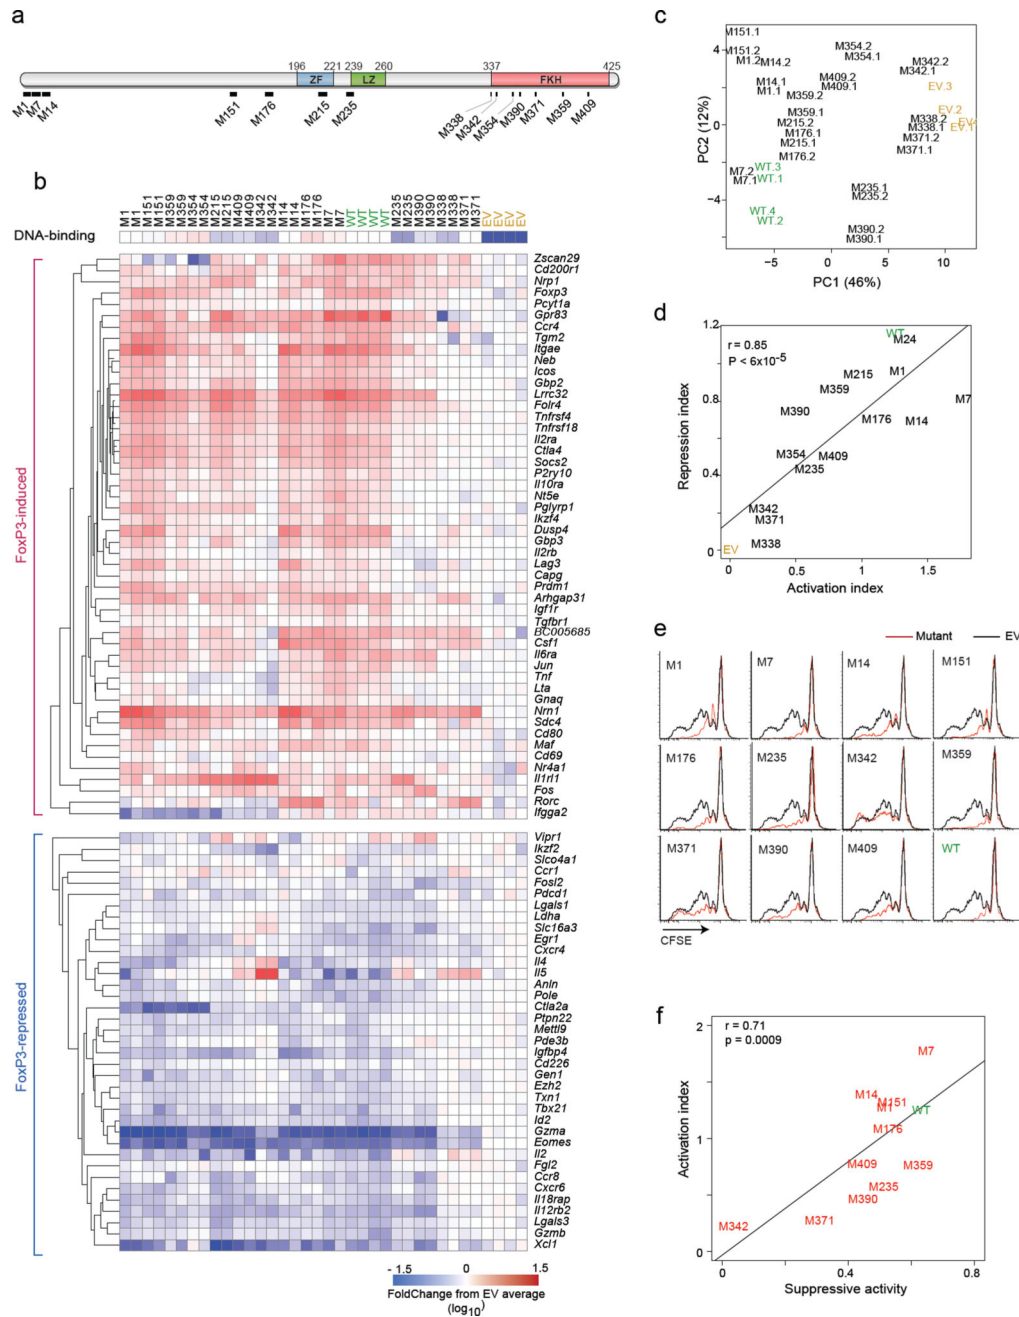 a
196
221
239
260
337
425
ZF
LZ
FKH
M1
M7
M14
M151
M176
M215
M235
M338
M342
M354
M390
M371
M359
M409
b
M1 M1 M151 M151 M359 M359 M354 M354 M215 M215 M409 M409 M342 M342 M14 M14 M176 M176 M7 M7 WT WT WT WT M235 M235 M390 M390 M338 M338 M371 M371 EV EV EV EV
DNA-binding
FoxP3-induced
Zscan29
Cd200r1
Nrp1
Foxp3
Pcyt1a
Gpr83
Ccr4
Tgm2
Itgae
Neb
Icos
Gbp2
Lrrc32
Folr4
Tnfrsf4
Tnfrsf18
Il2ra
Ctla4
Socs2
P2ry10
Il10ra
Nt5e
Pglyrp1
Ikzf4
Dusp4
Gbp3
Il2rb
Lag3
Capg
Prdm1
Arhgap31
Igf1r
Tgfbr1
BC005685
Csf1
Il6ra
Jun
Tnf
Lta
Gnaq
Nrn1
Sdc4
Cd80
Maf
Cd69
Nr4a1
Il1rl1
Fos
Rorc
Ifgga2
FoxP3-repressed
Vipr1
Ikzf2
Slco4a1
Ccr1
Fosl2
Pdcd1
Lgals1
Ldha
Slc16a3
Egr1
Cxcr4
Il4
Il5
Anln
Pole
Ctla2a
Ptpn22
Mettl9
Pde3b
Igfbp4
Cd226
Gen1
Ezh2
Txn1
Tbx21
Id2
Gzma
Eomes
Il2
Fgl2
Ccr8
Cxcr6
Il18rap
Il12rb2
Lgals3
Gzmb
Xcl1
- 1.5
0
1.5
FoldChange from EV average
(log10)
c
PC2 (12%)
4
0
−4
M151.1
M151.2
M1.2
M14.2
M354.2
M354.1
M342.2
M342.1
M14.1
M1.1
M409.2
M409.1
M359.2
EV.3
M359.1
M215.2
M176.1
M215.1
M176.2
EV.2
M338.2
M338.1
EV.1
M371.2
M371.1
M7.2
M7.1
WT.3
WT.1
M235.1
M235.2
WT.4
WT.2
M390.2
M390.1
−5
0
5
10
PC1 (46%)
d
Repression index
1.2
0.8
0.4
0
r = 0.85
P < 6x10-5
WT
M24
M1
M215
M359
M7
M390
M176
M14
M354
M409
M235
M342
M371
M338
EV
0
0.5
1.0
1.5
Activation index
e
Mutant
EV
M1
M7
M14
M151
M176
M235
M342
M359
M371
M390
M409
WT
CFSE
f
Activation index
2
1
0
r = 0.71
p = 0.0009
M7
M14
M151
M1
WT
M176
M409
M359
M235
M390
M371
M342
0
0.4
0.8
Suppressive activity